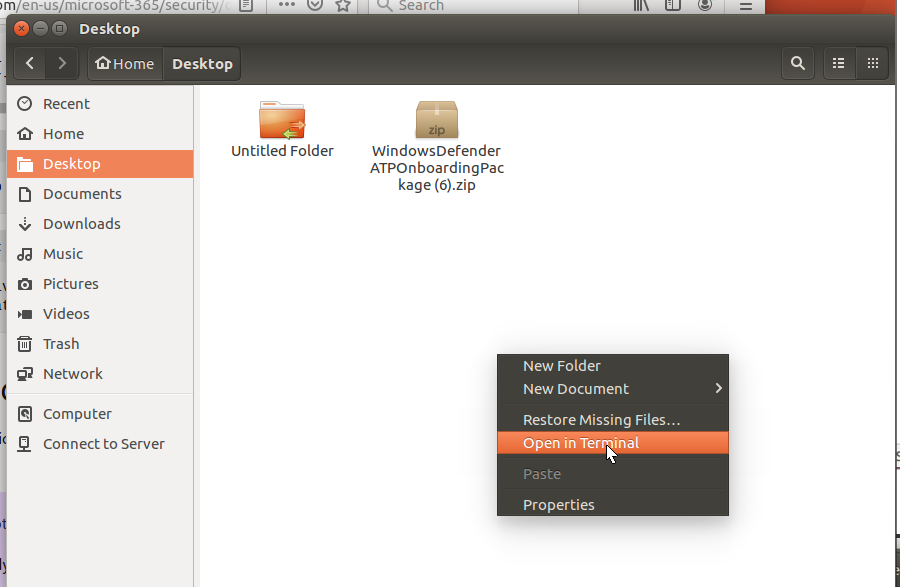 om/en-us/microsoft-365/security/
Search
Desktop
Home
Desktop
Recent
Home
Desktop
Documents
Downloads
Music
Pictures
Videos
Trash
Network
Computer
Connect to Server
Untitled Folder
zip
WindowsDefender
ATPOnboardingPac
kage (6).zip
New Folder
New Document
Restore Missing Files...
Open in Terminal
Paste
Properties